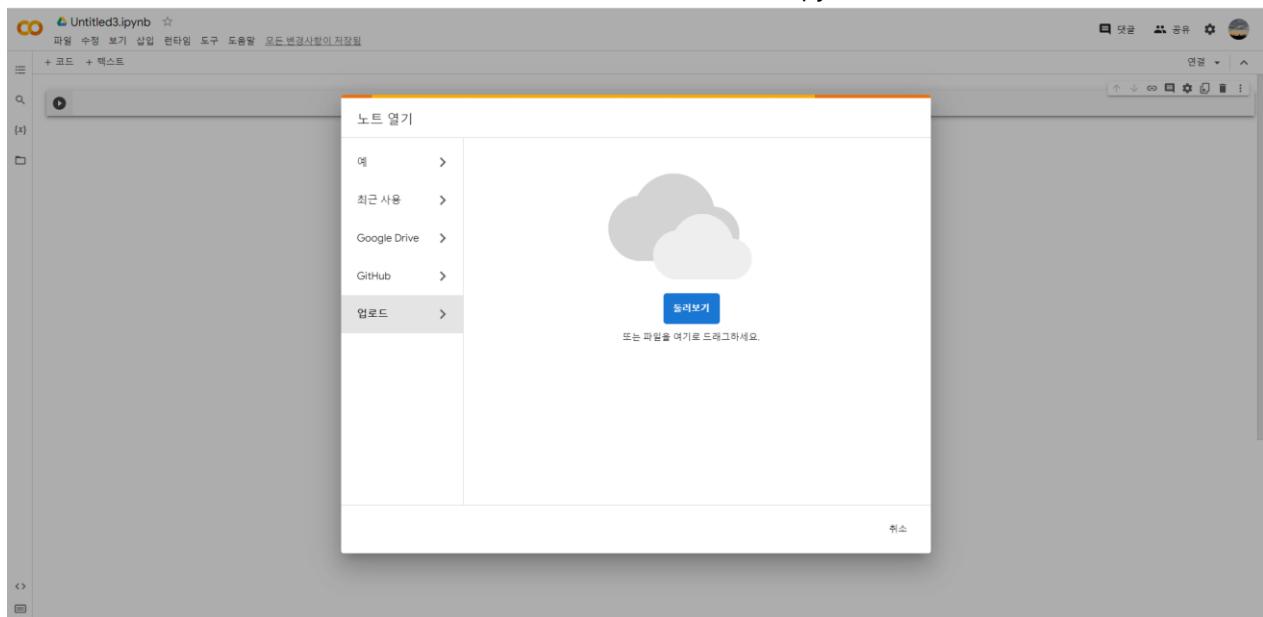 Untitled3.ipynb
파일 수정 보기 삽입 런타임 도구 도움말 모든 변경사항이 저장됨
댓글 공유
+ 코드 + 텍스트
연결
노트 열기
예
최근 사용
Google Drive
GitHub
업로드
둘러보기
또는 파일을 여기로 드래그하세요.
취소
{x}